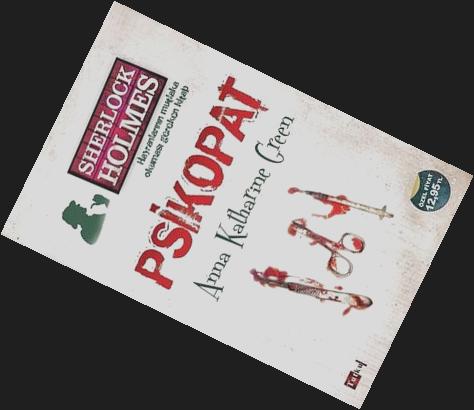 SHERLOCK
HOLMES
Hayranlarının mutlaka
okuması gereken kitap
PSİKOPAT
Anna Katharine Green
ÖZEL FİYAT
12,95 TL